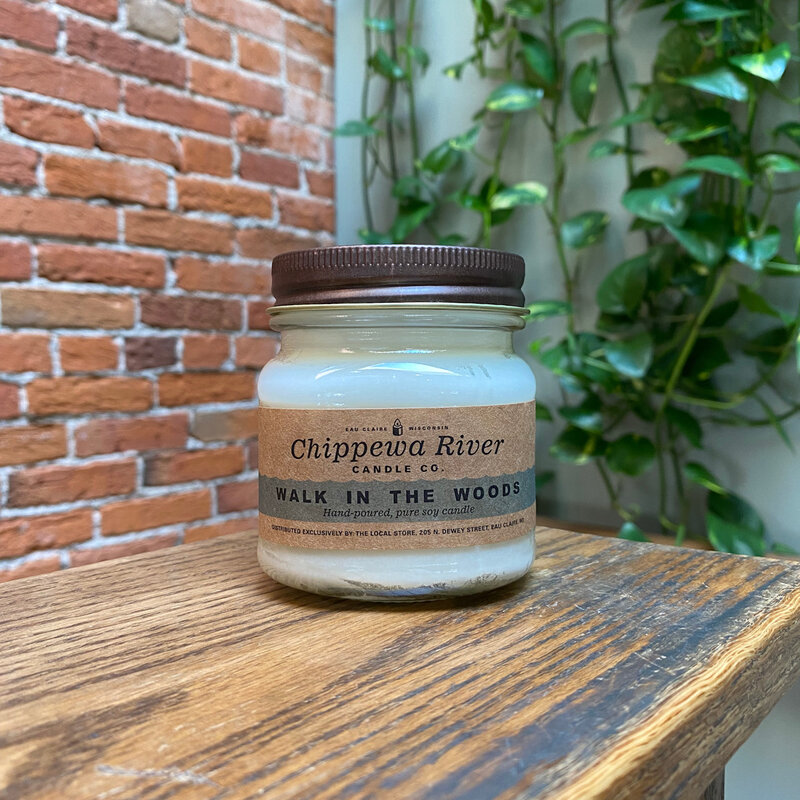 EAU CLAIRE WISCONSIN
Chippewa River
CANDLE CO.
WALK IN THE WOODS
Hand-poured, pure soy candle
DISTRIBUTED EXCLUSIVELY BY: THE LOCAL STORE, 205 N. DEWEY STREET, EAU CLAIRE, WI